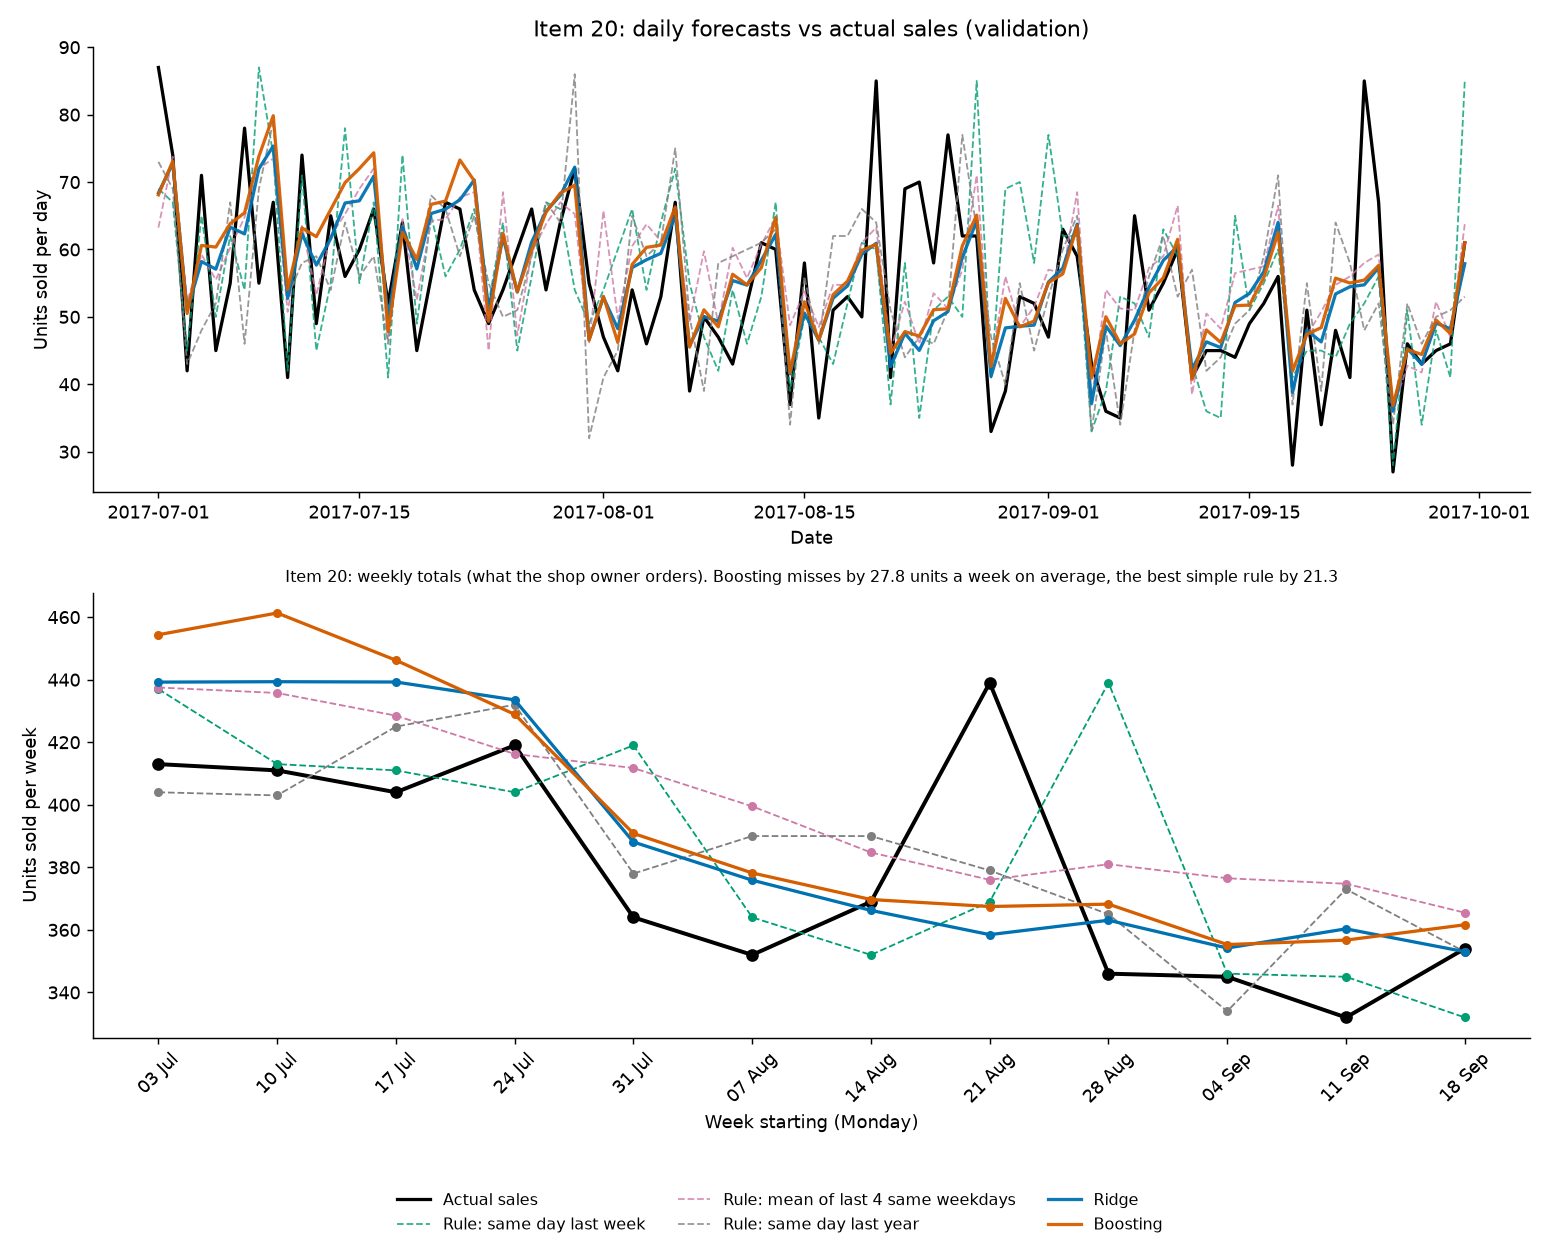 Item 20: daily forecasts vs actual sales (validation)
Units sold per day
90
80
70
60
50
40
30
2017-07-01
2017-07-15
2017-08-01
2017-08-15
2017-09-01
2017-09-15
2017-10-01
Date
Item 20: weekly totals (what the shop owner orders). Boosting misses by 27.8 units a week on average, the best simple rule by 21.3
Units sold per week
460
440
420
400
380
360
340
03 Jul
10 Jul
17 Jul
24 Jul
31 Jul
07 Aug
14 Aug
21 Aug
28 Aug
04 Sep
11 Sep
18 Sep
Week starting (Monday)
Actual sales
Rule: same day last week
Rule: mean of last 4 same weekdays
Rule: same day last year
Ridge
Boosting